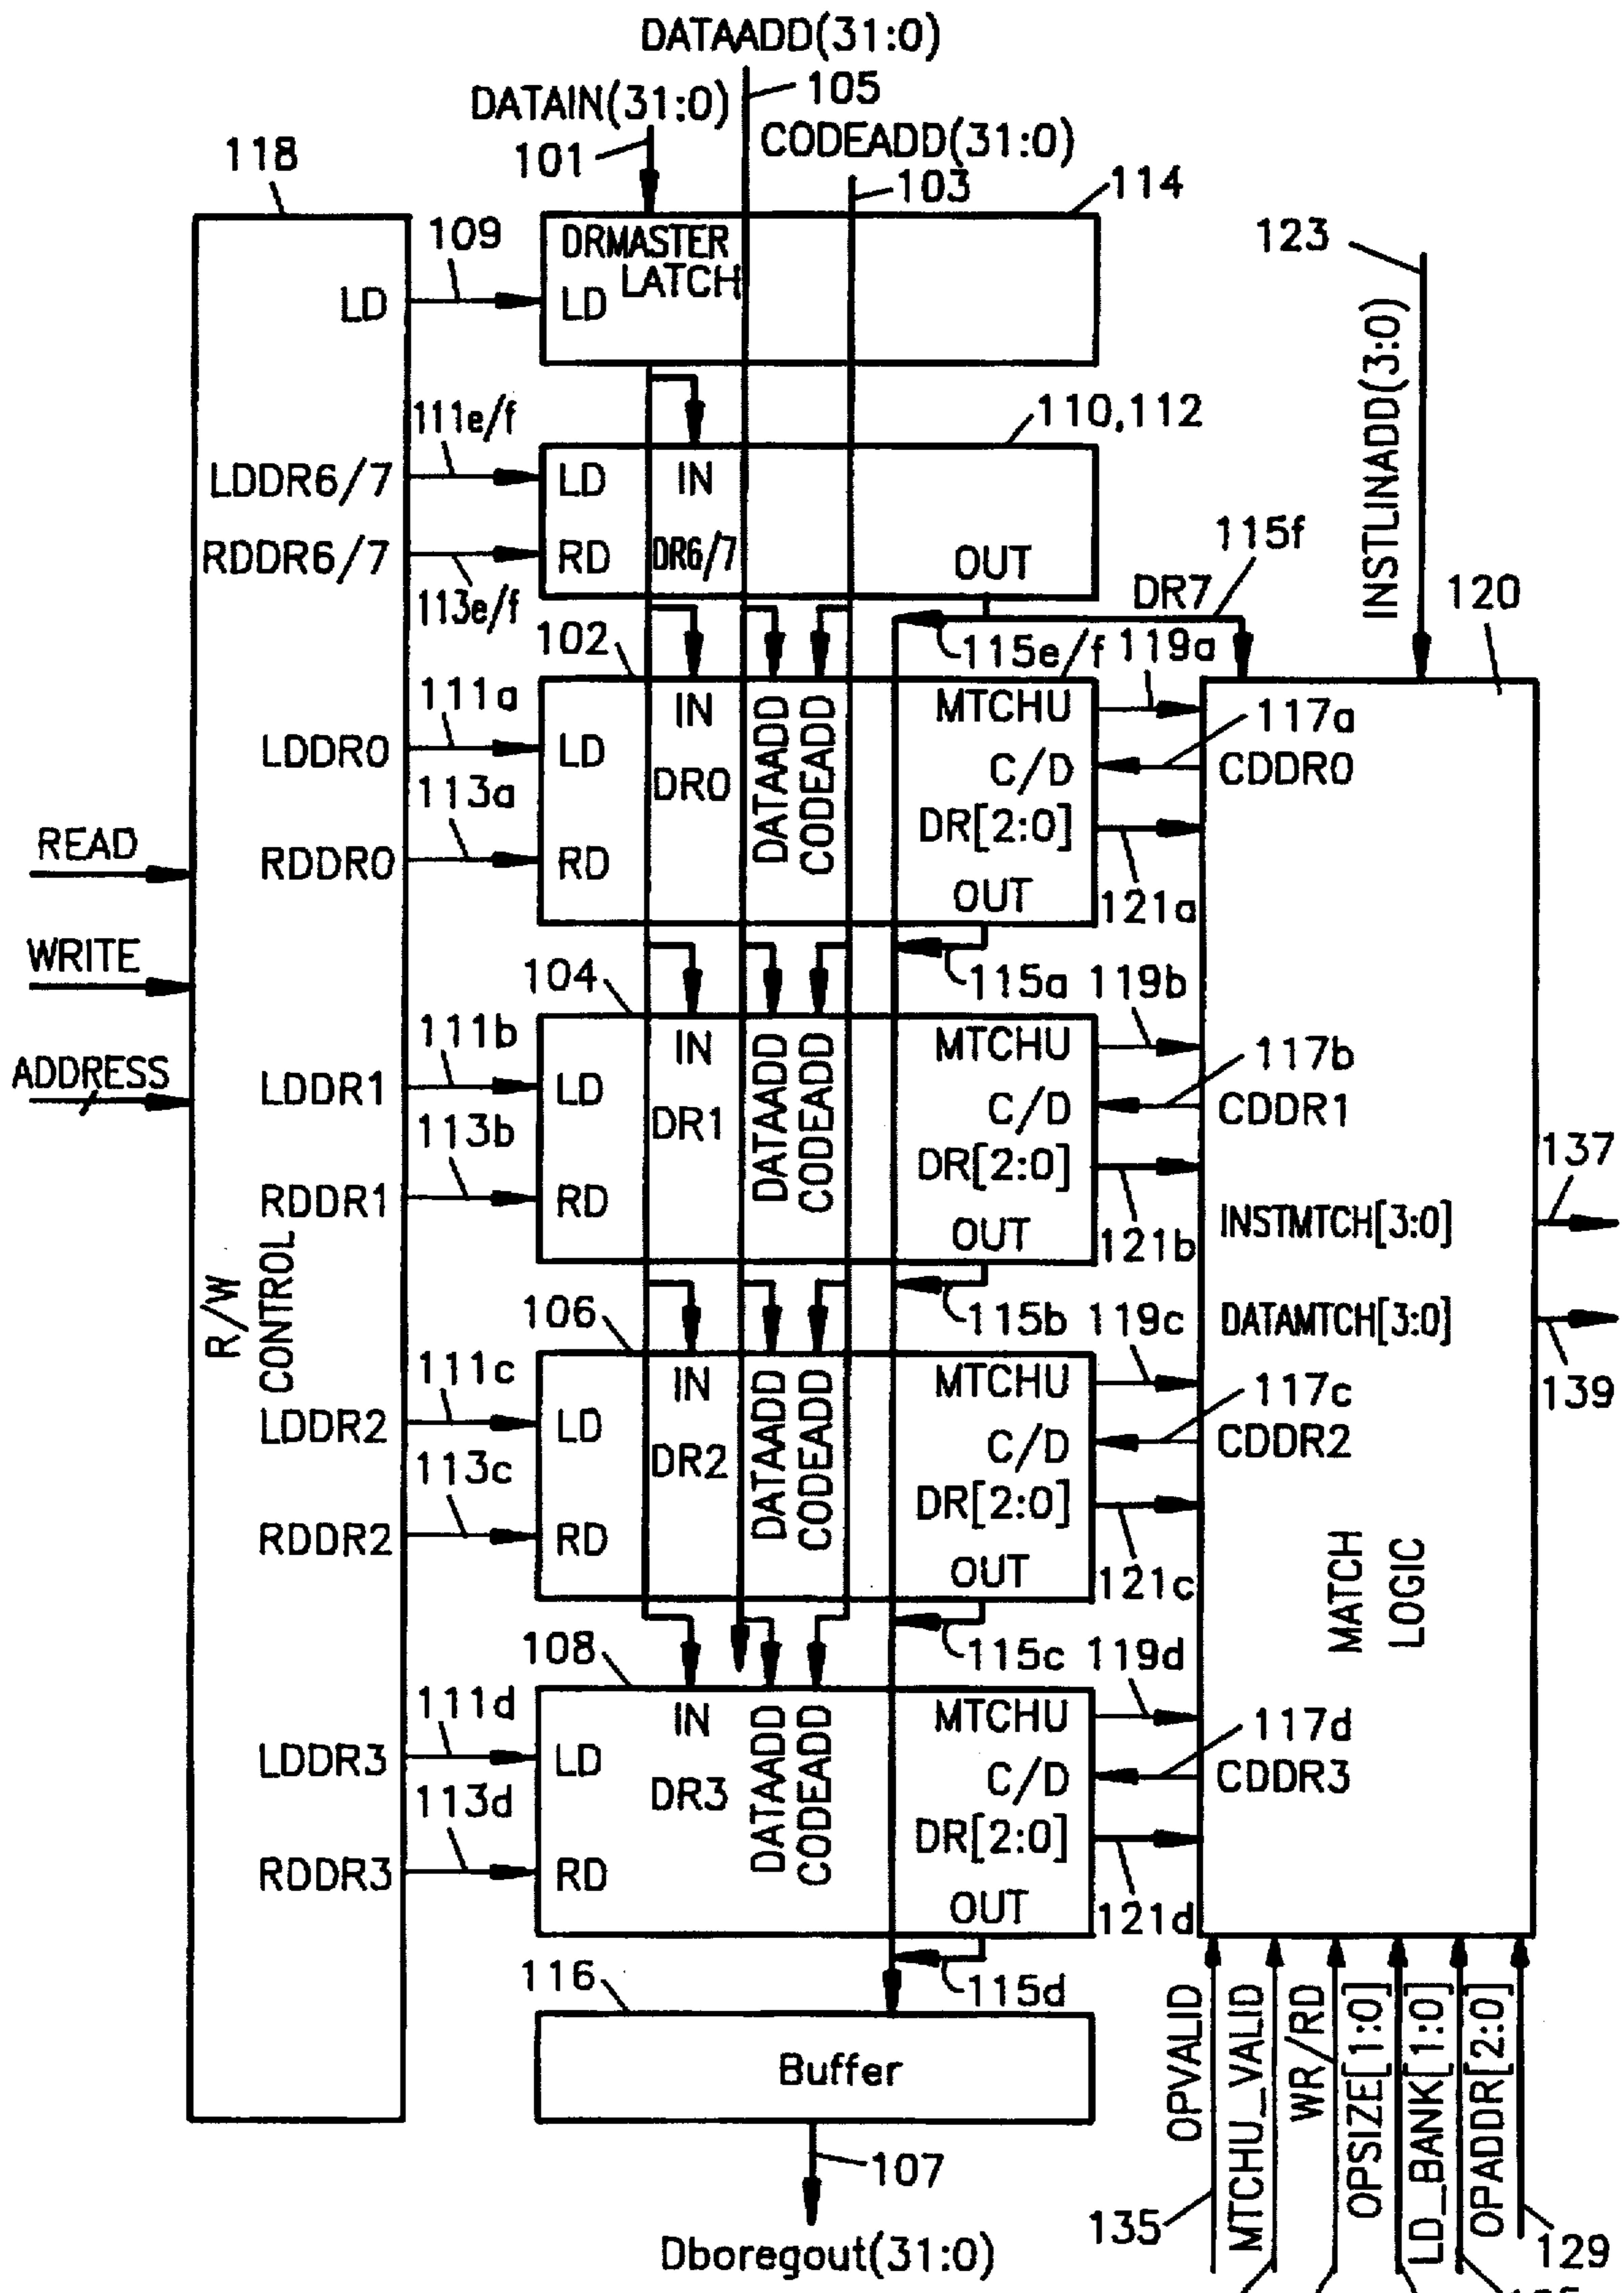 DATAADD(31:0)
105
DATAIN(31:0)
101
CODEADD(31:0)
103
118
114
109
DRMASTER
LATCH
LD
LD
123
INSTLINADD(3:0)
111e/f
110,112
LDDR6/7
LD
IN
RDDR6/7
RD
DR6/7
OUT
113e/f
115f
DR7
120
102
115e/f
119a
111a
IN
DATAADD
CODEADD
MTCHU
117a
LDDR0
LD
DR0
C/D
CDDR0
113a
DR[2:0]
READ
RDDR0
RD
OUT
121a
WRITE
104
115a
119b
111b
IN
DATAADD
CODEADD
MTCHU
117b
ADDRESS
LDDR1
LD
DR1
C/D
CDDR1
113b
DR[2:0]
137
RDDR1
RD
OUT
121b
INSTMTCH[3:0]
R/W
CONTROL
106
115b
119c
DATAMTCH[3:0]
139
111c
IN
DATAADD
CODEADD
MTCHU
117c
LDDR2
LD
DR2
C/D
CDDR2
113c
DR[2:0]
RDDR2
RD
OUT
121c
MATCH
LOGIC
108
115c
119d
111d
IN
DATAADD
CODEADD
MTCHU
117d
LDDR3
LD
DR3
C/D
CDDR3
113d
DR[2:0]
RDDR3
RD
OUT
121d
116
115d
Buffer
107
Dboregout(31:0)
OPVALID
MTCHU_VALID
WR/RD
OPSIZE[1:0]
LD_BANK[1:0]
OPADDR[2:0]
135
129